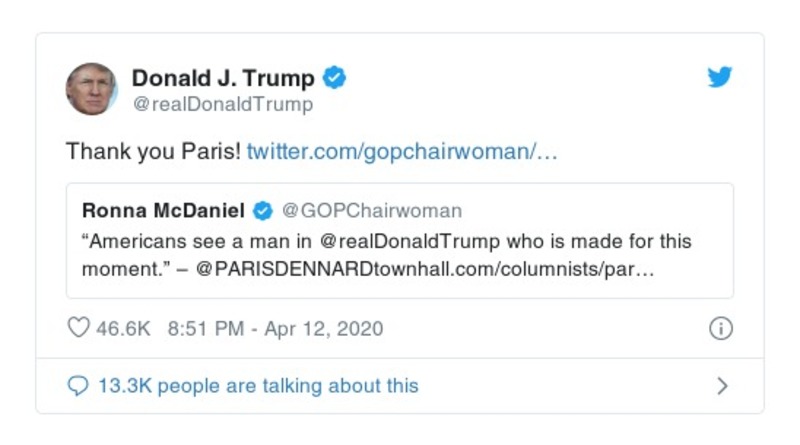 Donald J. Trump
@realDonaldTrump
Thank you Paris! twitter.com/gopchairwoman/…
Ronna McDaniel @GOPChairwoman
“Americans see a man in @realDonaldTrump who is made for this
moment.” – @PARISDENNARDtownhall.com/columnists/par…
46.6K 8:51 PM - Apr 12, 2020
13.3K people are talking about this